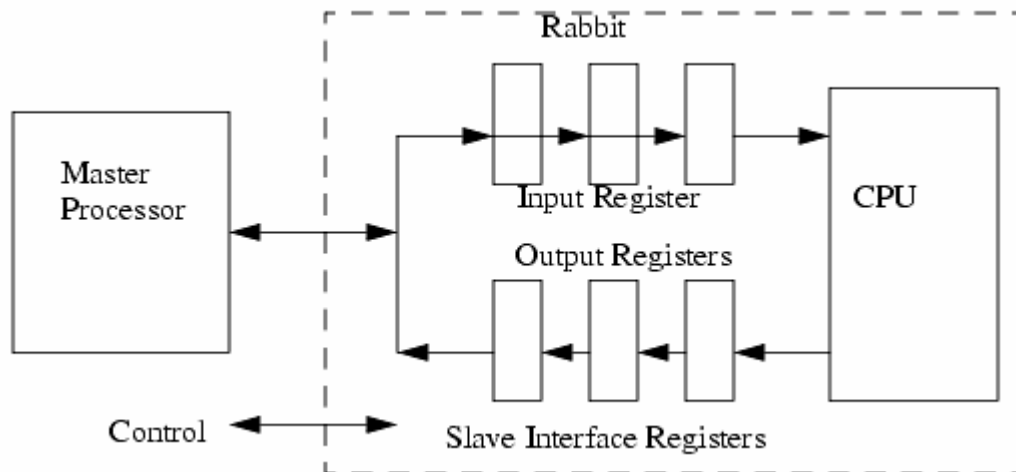 Rabbit
Master
Processor
Input Register
CPU
Output Registers
Control
Slave Interface Registers